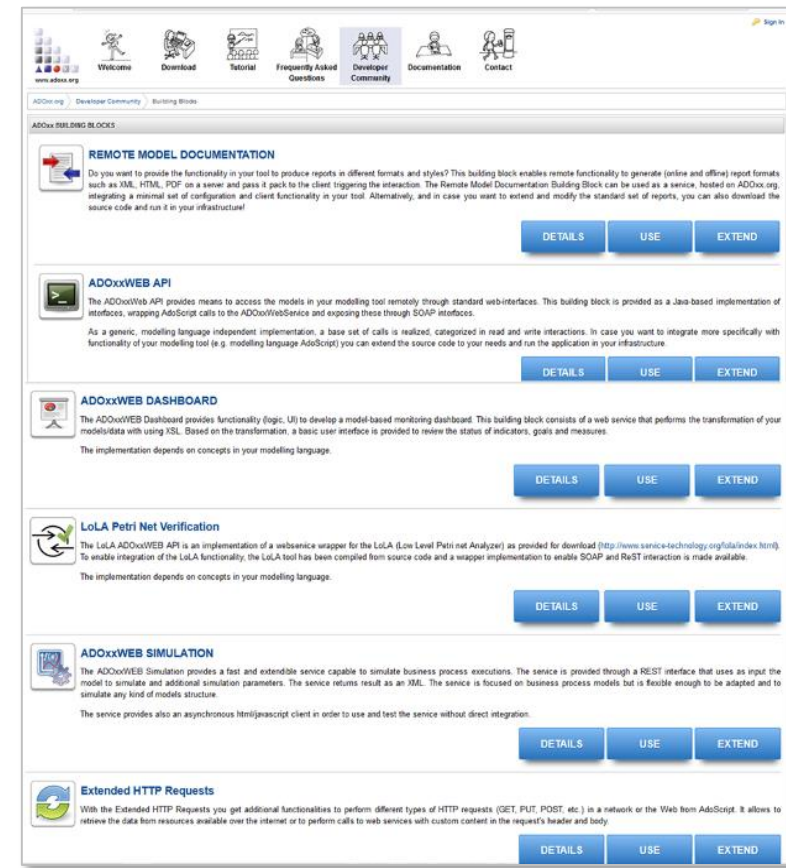 Sign In
Welcome
Download
Tutorial
Frequently Asked
Questions
Developer
Community
Documentation
Contact
www.adoxx.org
ADOxx.org
Developer Community
Building Blocks
ADOxx BUILDING BLOCKS
REMOTE MODEL DOCUMENTATION
Do you want to provide the functionality in your tool to produce reports in different formats and styles? This building block enables remote functionality to generate (online and offline) report formats
such as XML, HTML, PDF on a server and pass it pack to the client triggering the interaction. The Remote Model Documentation Building Block can be used as a service, hosted on ADOxx.org,
integrating a minimal set of configuration and client functionality in your tool. Alternatively, and in case you want to extend and modify the standard set of reports, you can also download the
source code and run it in your infrastructure!
DETAILS
USE
EXTEND
ADOxxWEB API
The ADOxxWeb API provides means to access the models in your modelling tool remotely through standard web-interfaces. This building block is provided as a Java-based implementation of
interfaces, wrapping AdoScript calls to the ADOxxWebService and exposing these through SOAP interfaces.
As a generic, modelling language independent implementation, a base set of calls is realized, categorized in read and write interactions. In case you want to integrate more specifically with
functionality of your modelling tool (e.g. modelling language AdoScript) you can extend the source code to your needs and run the application in your infrastructure.
DETAILS
USE
EXTEND
ADOxxWEB DASHBOARD
The ADOxxWEB Dashboard provides functionality (logic, UI) to develop a model-based monitoring dashboard. This building block consists of a web service that performs the transformation of your
models/data with using XSL. Based on the transformation, a basic user interface is provided to review the status of indicators, goals and measures.
The implementation depends on concepts in your modelling language.
DETAILS
USE
EXTEND
LoLA Petri Net Verification
The LoLA ADOxxWEB API is an implementation of a webservice wrapper for the LoLA (Low Level Petri net Analyzer) as provided for download (http://www.service-technology.org/lola/index.html).
To enable integration of the LoLA functionality, the LoLA tool has been compiled from source code and a wrapper implementation to enable SOAP and ReST interaction is made available.
The implementation depends on concepts in your modelling language.
DETAILS
USE
EXTEND
ADOxxWEB SIMULATION
The ADOxxWEB Simulation provides a fast and extendible service capable to simulate business process executions. The service is provided through a REST interface that uses as input the
model to simulate and additional simulation parameters. The service returns result as an XML. The service is focused on business process models but is flexible enough to be adapted and to
simulate any kind of models structure.
The service provides also an asynchronous html/javascript client in order to use and test the service without direct integration.
DETAILS
USE
EXTEND
Extended HTTP Requests
With the Extended HTTP Requests you get additional functionalities to perform different types of HTTP requests (GET, PUT, POST, etc.) in a network or the Web from AdoScript. It allows to
retrieve the data from resources available over the internet or to perform calls to web services with custom content in the request's header and body.
DETAILS
USE
EXTEND